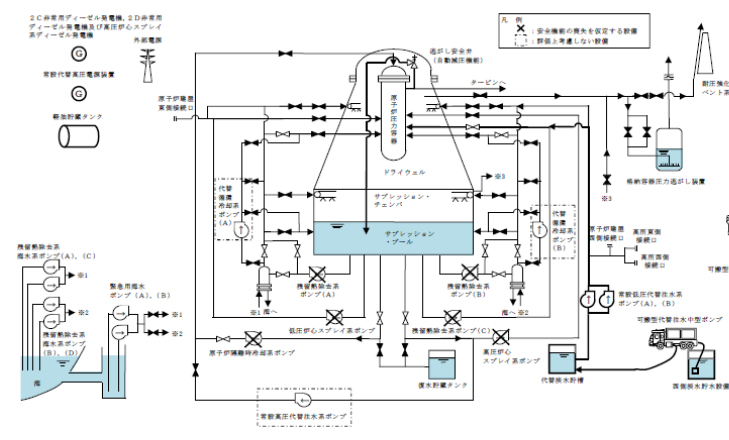 2C非常用ディーゼル発電機，2D非常用
ディーゼル発電機及び高圧炉心スプレイ
系ディーゼル発電機
外部電源
G
常設代替高圧電源装置
G
軽油貯蔵タンク
凡 例
:安全機能の喪失を仮定する設備
:評価上考慮しない設備
逃がし安全弁
(自動減圧機能)
タービンへ
耐圧強化
ベント系
原子炉建屋
東側接続口
原子炉圧力容器
ドライウェル
※3
格納容器圧力逃がし装置
※3
サプレッション・
チェンバ
サプレッション
・プール
代替
循環
冷却系
ポンプ
(A)
代替
循環
冷却系
ポンプ
(B)
原子炉建屋
西側接続口
高所東側
接続口
高所西側
接続口
可搬型
残留熱除去系
海水系ポンプ(A)，(C)
※1
※2
残留熱除去系
海水系ポンプ
(B)，(D)
緊急用海水
ポンプ(A)，(B)
※1
※2
海
※1
海へ
残留熱除去系
ポンプ(A)
残留熱除去系
ポンプ(B)
海へ
※2
低圧炉心スプレイ系ポンプ
残留熱除去系ポンプ(C)
原子炉隔離時冷却系ポンプ
高圧炉心
スプレイ系ポンプ
常設低圧代替注水系
ポンプ(A)，(B)
可搬型代替注水中型ポンプ
復水貯蔵タンク
代替淡水貯槽
西側淡水貯水設備
常設高圧代替注水系ポンプ